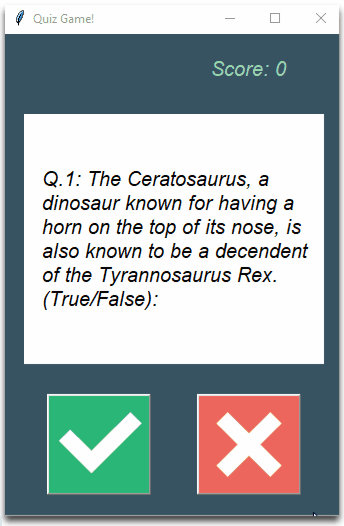 Quiz Game!
Score: 0
Q.1: The Ceratosaurus, a
dinosaur known for having a
horn on the top of its nose, is
also known to be a decendent
of the Tyrannosaurus Rex.
(True/False):